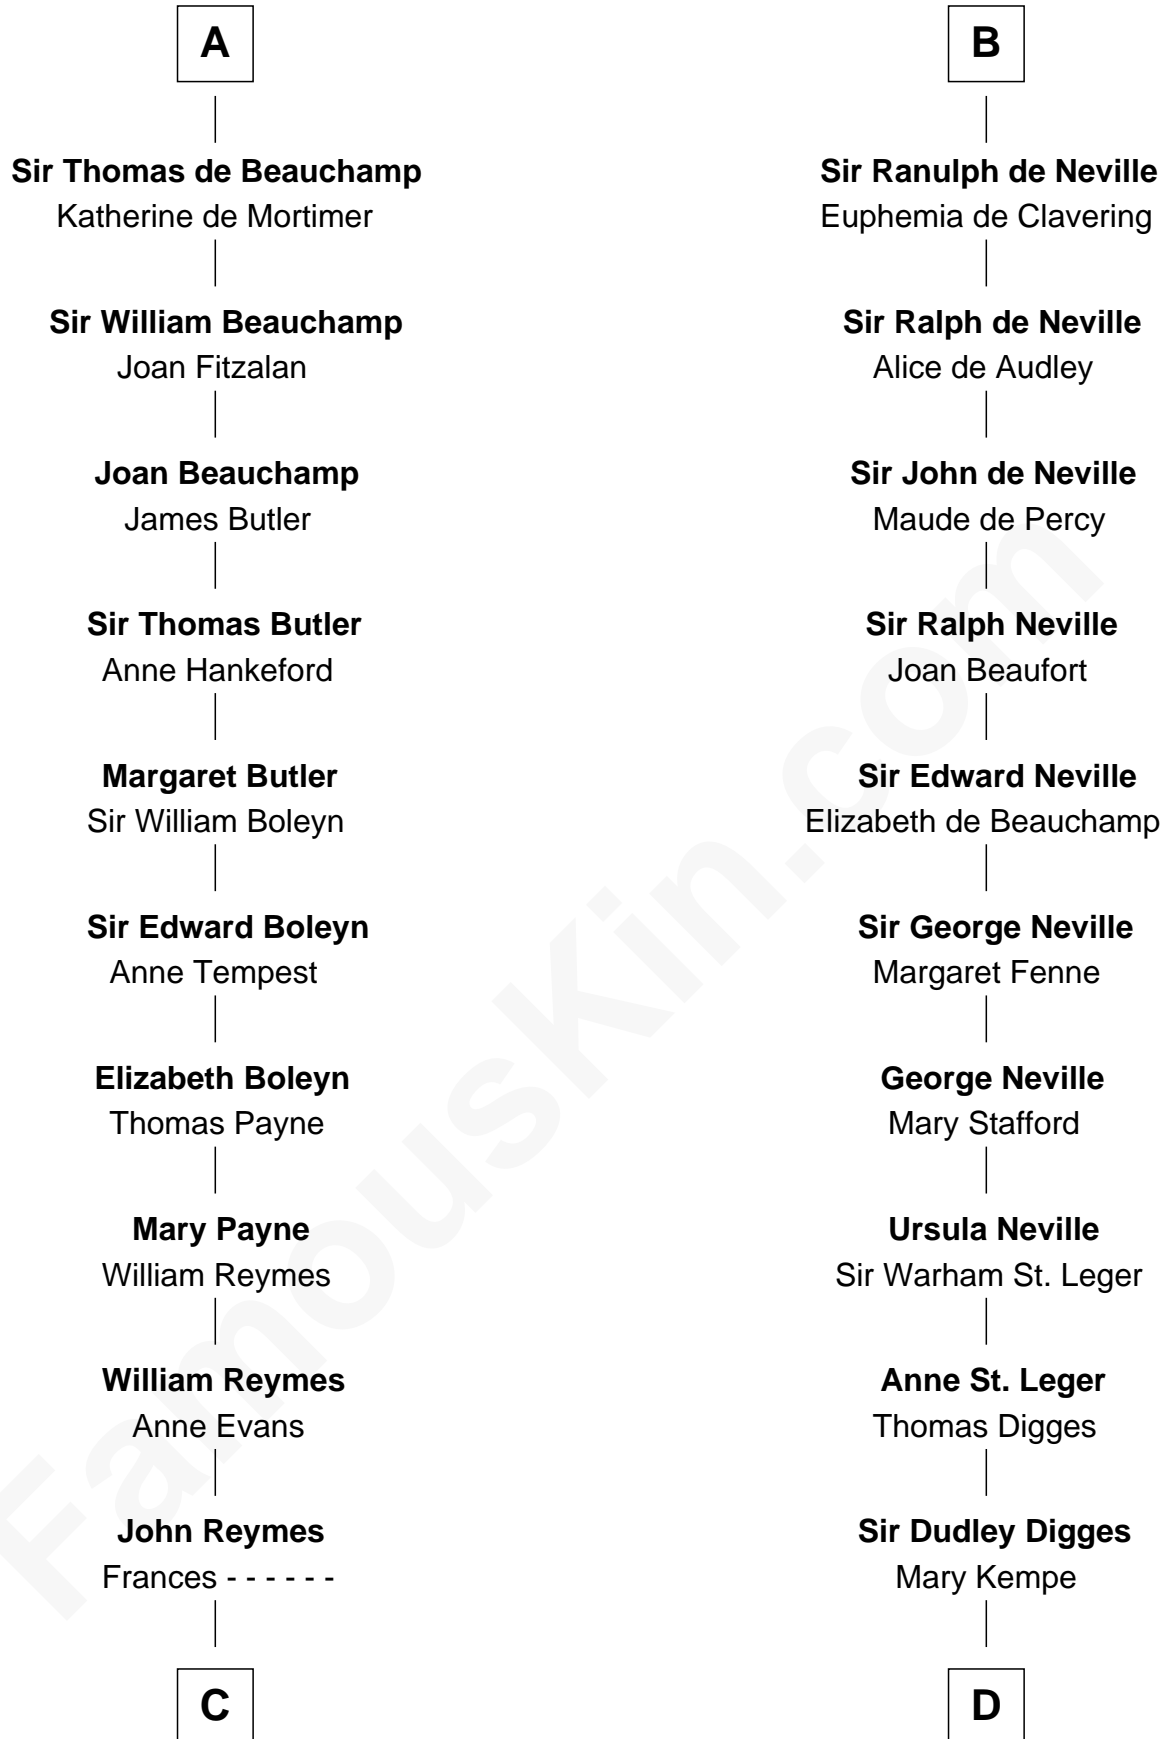 A
Sir Thomas de Beauchamp
Katherine de Mortimer
Sir William Beauchamp
Joan Fitzalan
Joan Beauchamp
James Butler
Sir Thomas Butler
Anne Hankeford
Margaret Butler
Sir William Boleyn
Sir Edward Boleyn
Anne Tempest
Elizabeth Boleyn
Thomas Payne
Mary Payne
William Reymes
William Reymes
Anne Evans
John Reymes
Frances - - - - - -
C
B
Sir Ranulph de Neville
Euphemia de Clavering
Sir Ralph de Neville
Alice de Audley
Sir John de Neville
Maude de Percy
Sir Ralph Neville
Joan Beaufort
Sir Edward Neville
Elizabeth de Beauchamp
Sir George Neville
Margaret Fenne
George Neville
Mary Stafford
Ursula Neville
Sir Warham St. Leger
Anne St. Leger
Thomas Digges
Sir Dudley Digges
Mary Kempe
D
FamousKin.com